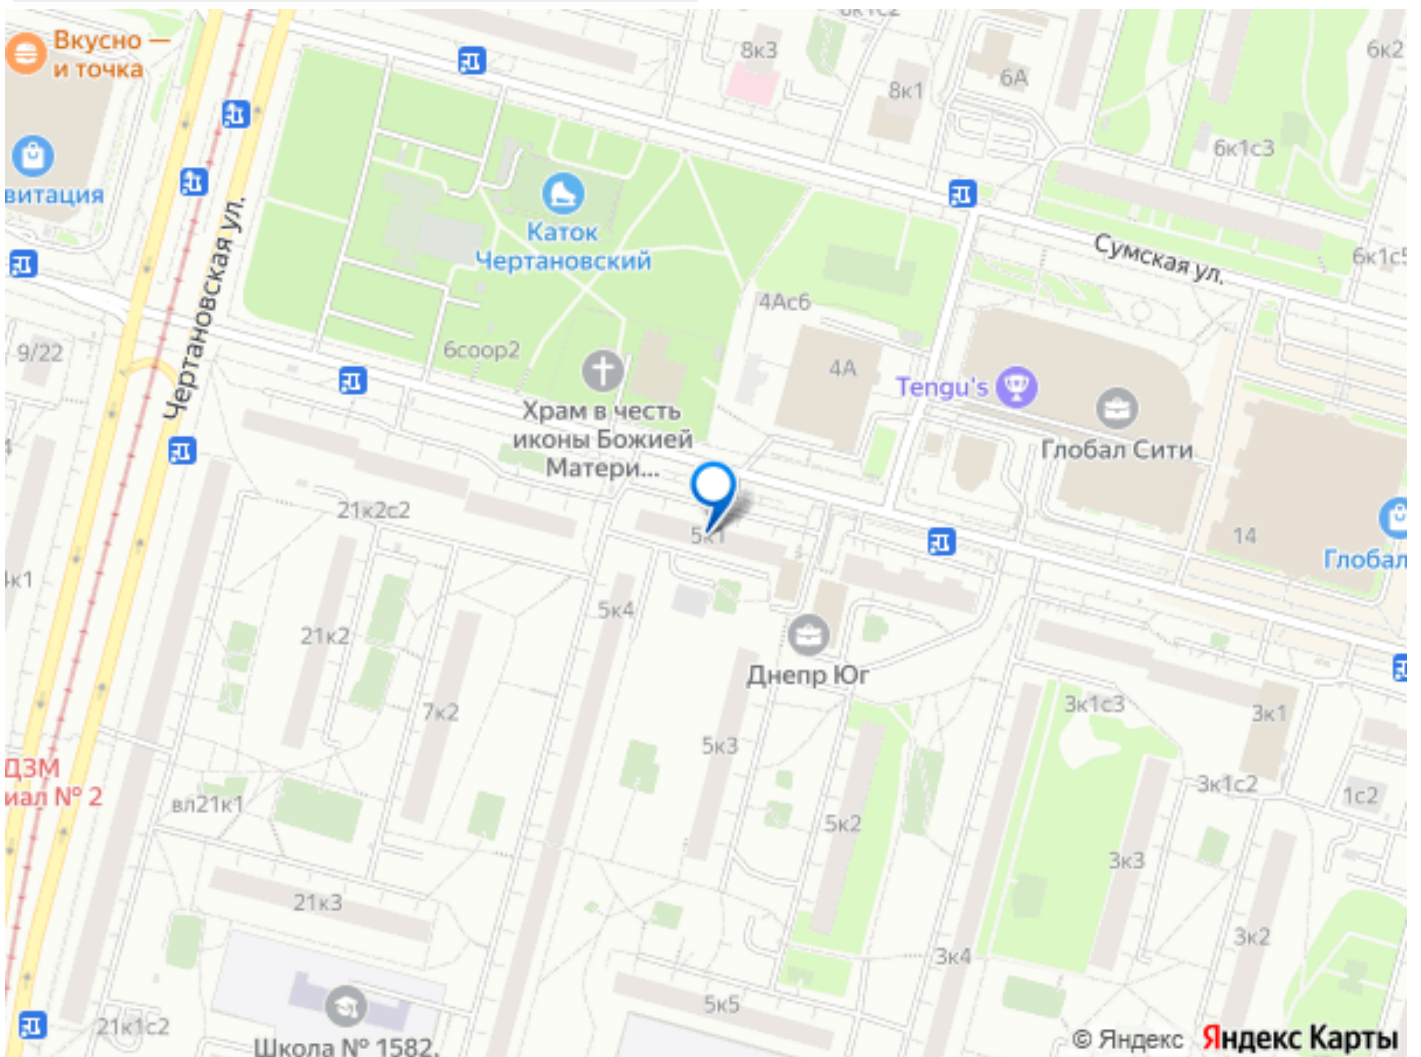 Вкусно —
и точка
8к3
6к2
6А
8к1
6к1с3
витация
Каток
Чертановский
Сумская ул.
Чертановская ул.
4Ас6
9/22
6соор2
4А
Tengu's
Храм в честь
иконы Божией
Матери...
Глобал Сити
21к2с2
5к1
14
Глобал
5к4
21к2
Днепр Юг
7к2
3к1с3
3к1
5к3
ДЗМ
иал № 2
вл21к1
3к1с2
1с2
5к2
3к3
21к3
3к2
3к4
5к5
21к1с2
Школа № 1582,
© Яндекс Яндекс Карты